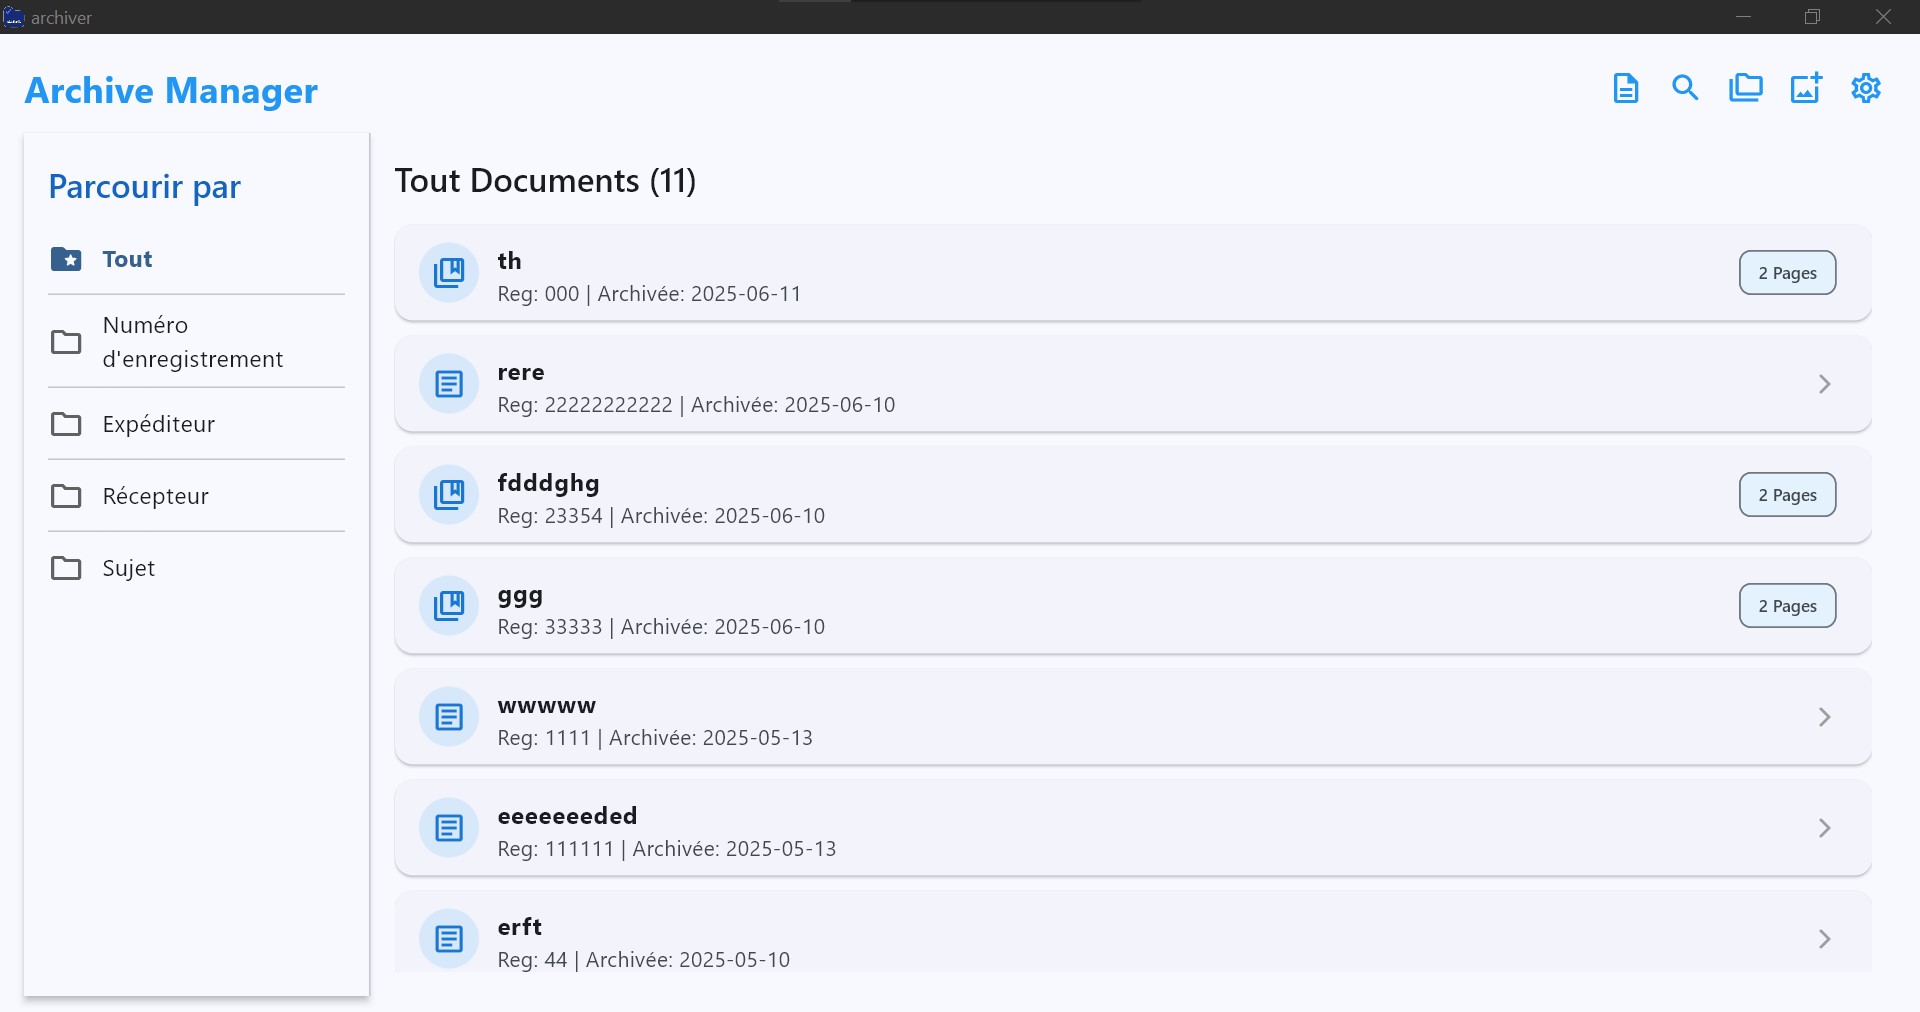 archiver
Archive Manager
Parcourir par
Tout
Numéro
d'enregistrement
Expéditeur
Récepteur
Sujet
Tout Documents (11)
th
Reg: 000 | Archivée: 2025-06-11
2 Pages
rere
Reg: 22222222222 | Archivée: 2025-06-10
fdddghg
Reg: 23354 | Archivée: 2025-06-10
2 Pages
ggg
Reg: 33333 | Archivée: 2025-06-10
2 Pages
wwwww
Reg: 1111 | Archivée: 2025-05-13
eeeeeeeded
Reg: 111111 | Archivée: 2025-05-13
erft
Reg: 44 | Archivée: 2025-05-10